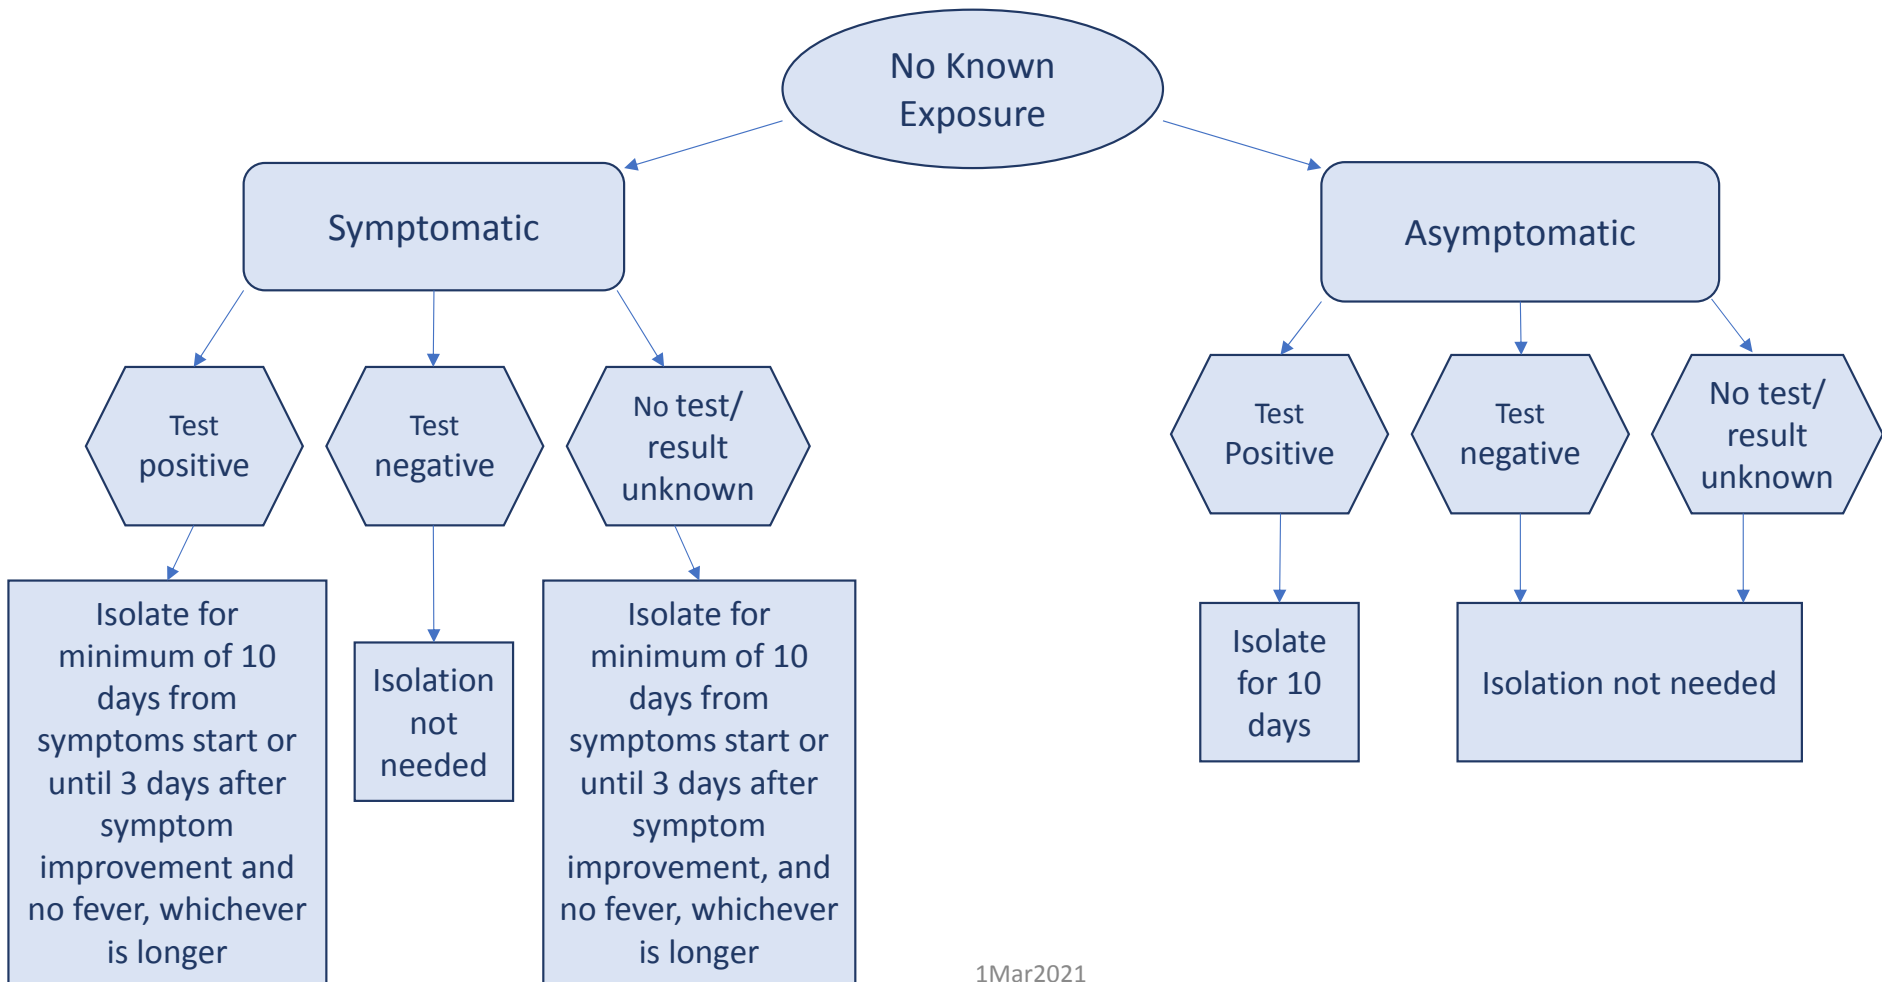 No Known
Exposure
Symptomatic
Asymptomatic
Test
positive
Test
negative
No test/
result
unknown
Test
Positive
Test
negative
No test/
result
unknown
Isolate for
minimum of 10
days from
symptoms start or
until 3 days after
symptom
improvement and
no fever, whichever
is longer
Isolation
not
needed
Isolate for
minimum of 10
days from
symptoms start or
until 3 days after
symptom
improvement, and
no fever, whichever
is longer
Isolate
for 10
days
Isolation not needed
1Mar2021